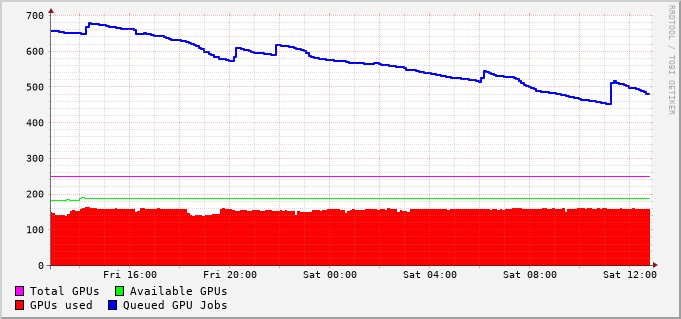 700
600
500
400
300
200
100
0
Fri 16:00 Fri 20:00 Sat 00:00 Sat 04:00 Sat 08:00 Sat 12:00
Total GPUs Available GPUs
GPUs used Queued GPU Jobs
RRDTOOL / TOBI OETIKER